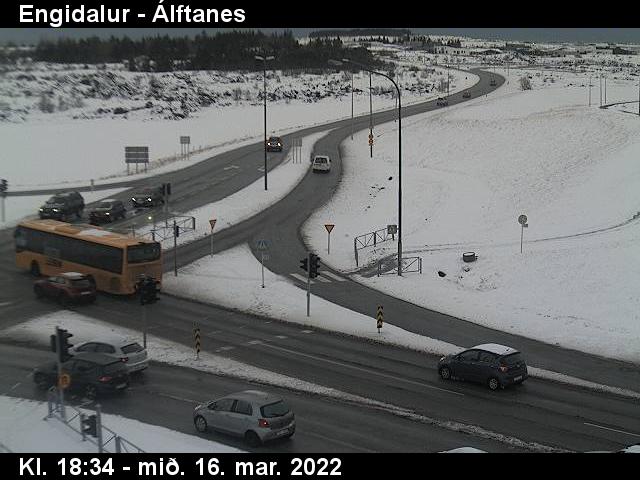 Engidalur - Álftanes
Kl. 18:34 - mið. 16. mar. 2022